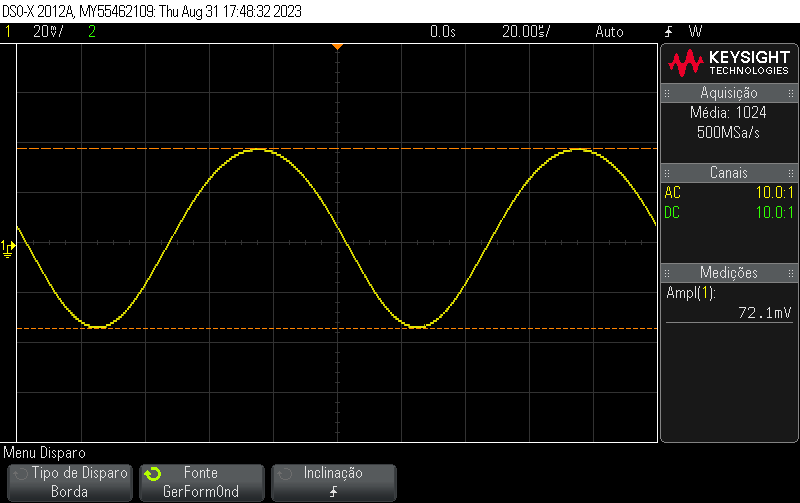 DSO-X 2012A, MY55462109: Thu Aug 31 17:48:32 2023
1 20%/ 2 0.0s 20.00%/ Auto W
KEYSIGHT
TECHNOLOGIES
Aquisição
Média: 1024
500MSa/s
Canais
AC 10.0:1
DC 10.0:1
Medições
Ampl(1):
72.1mV
1
Menu Disparo
Tipo de Disparo
Borda
Fonte
GerFormOnd
Inclinação